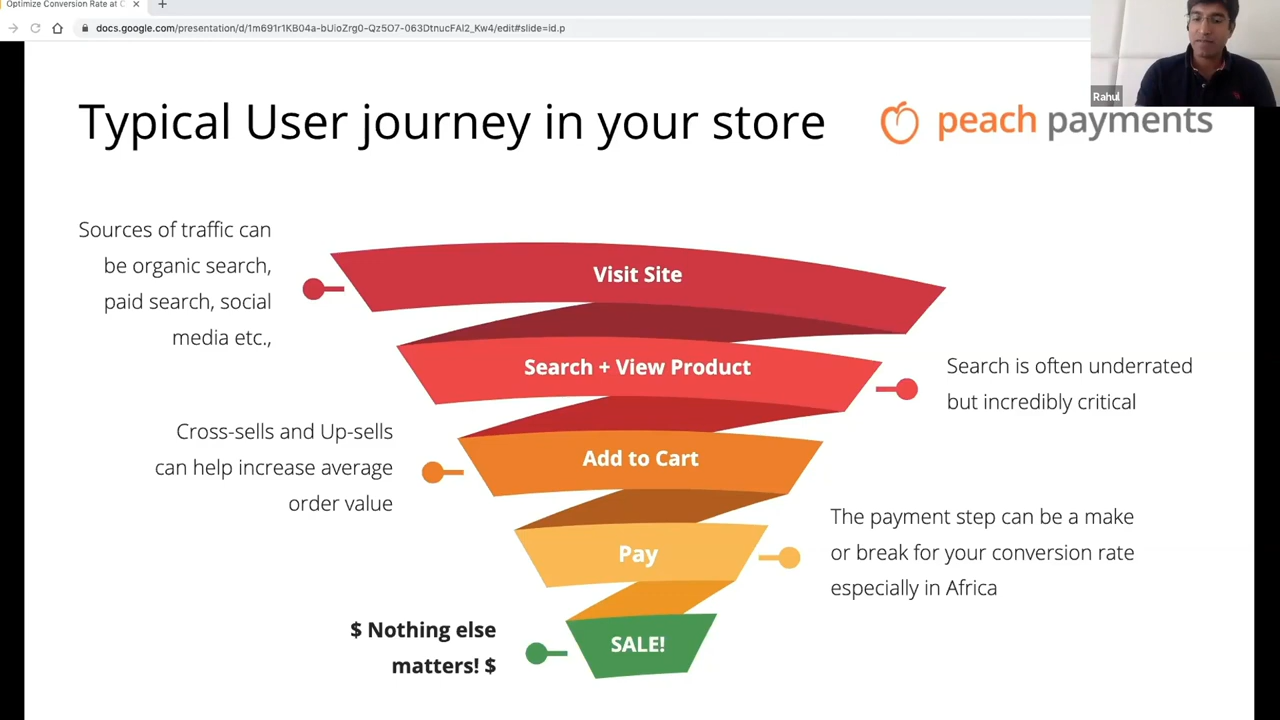 Optimize Conversion Rate at C
docs.google.com/presentation/d/1m691r1KB04a-bUioZrg0-Qz5O7-063DtnucFAI2_Kw4/edit#slide=id.p
Rahul
Typical User journey in your store
peach payments
Sources of traffic can
be organic search,
paid search, social
media etc.,
Visit Site
Search + View Product
Search is often underrated
but incredibly critical
Cross-sells and Up-sells
can help increase average
order value
Add to Cart
Pay
The payment step can be a make
or break for your conversion rate
especially in Africa
$ Nothing else
matters! $
SALE!